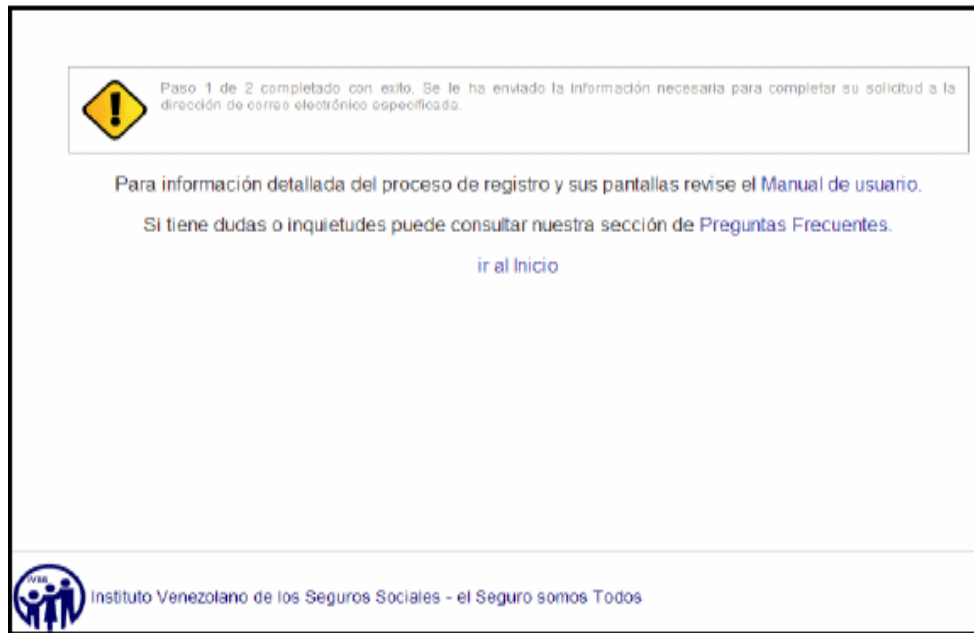 Paso 1 de 2 completado con exito. Se le ha enviado la información necesaria para completar su solicitud a la
dirección de correo electrónico especificada.
Para información detallada del proceso de registro y sus pantallas revise el Manual de usuario.
Si tiene dudas o inquietudes puede consultar nuestra sección de Preguntas Frecuentes.
ir al Inicio
IVSS
Instituto Venezolano de los Seguros Sociales - el Seguro somos Todos